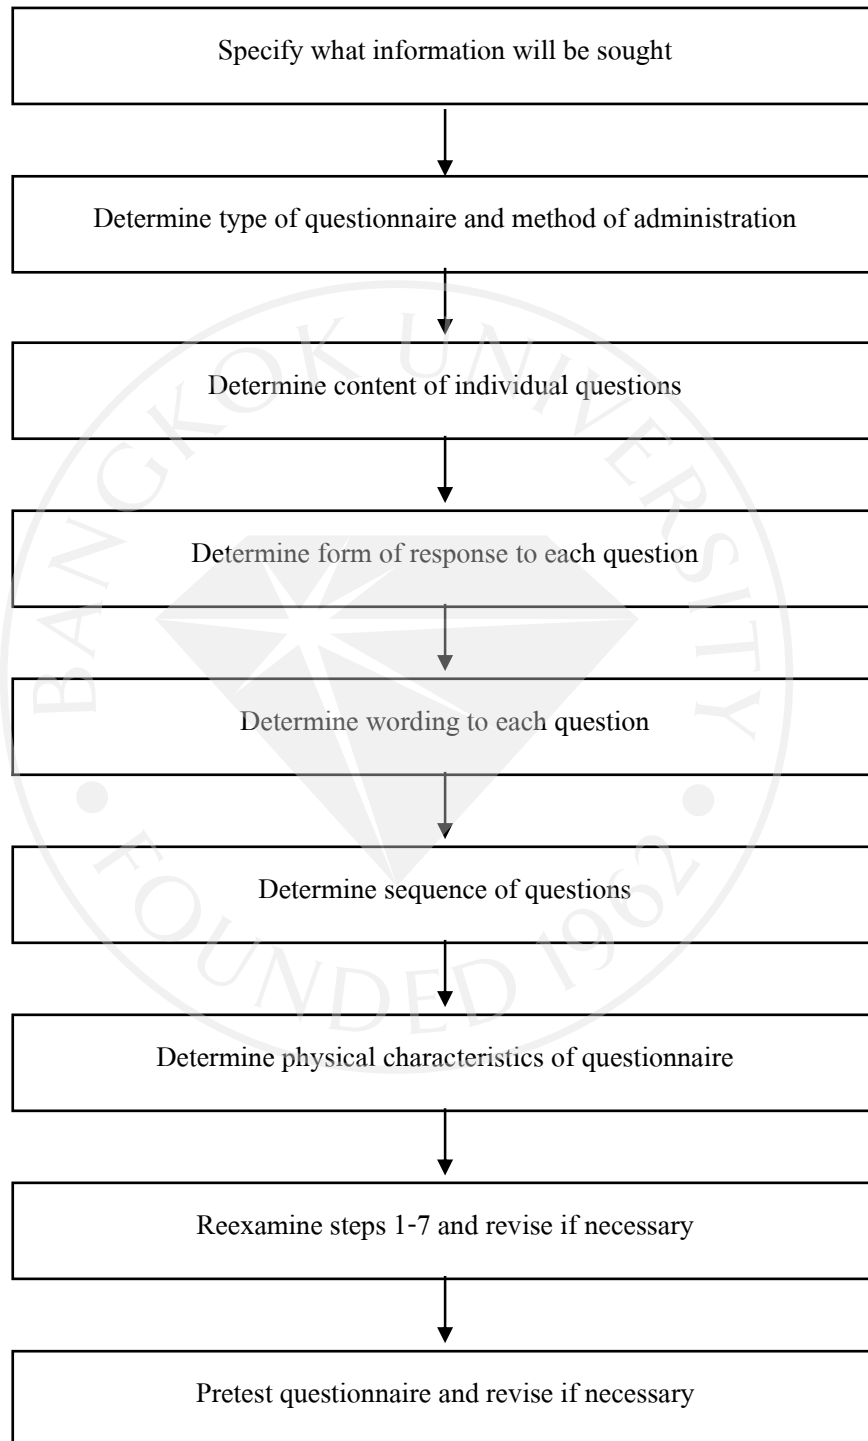 Specify what information will be sought
Determine type of questionnaire and method of administration
BANGKOK UNIVERSITY
Determine content of individual questions
Determine form of response to each question
Determine wording to each question
Determine sequence of questions
FOUNDED 1962
Determine physical characteristics of questionnaire
Reexamine steps 1-7 and revise if necessary
Pretest questionnaire and revise if necessary